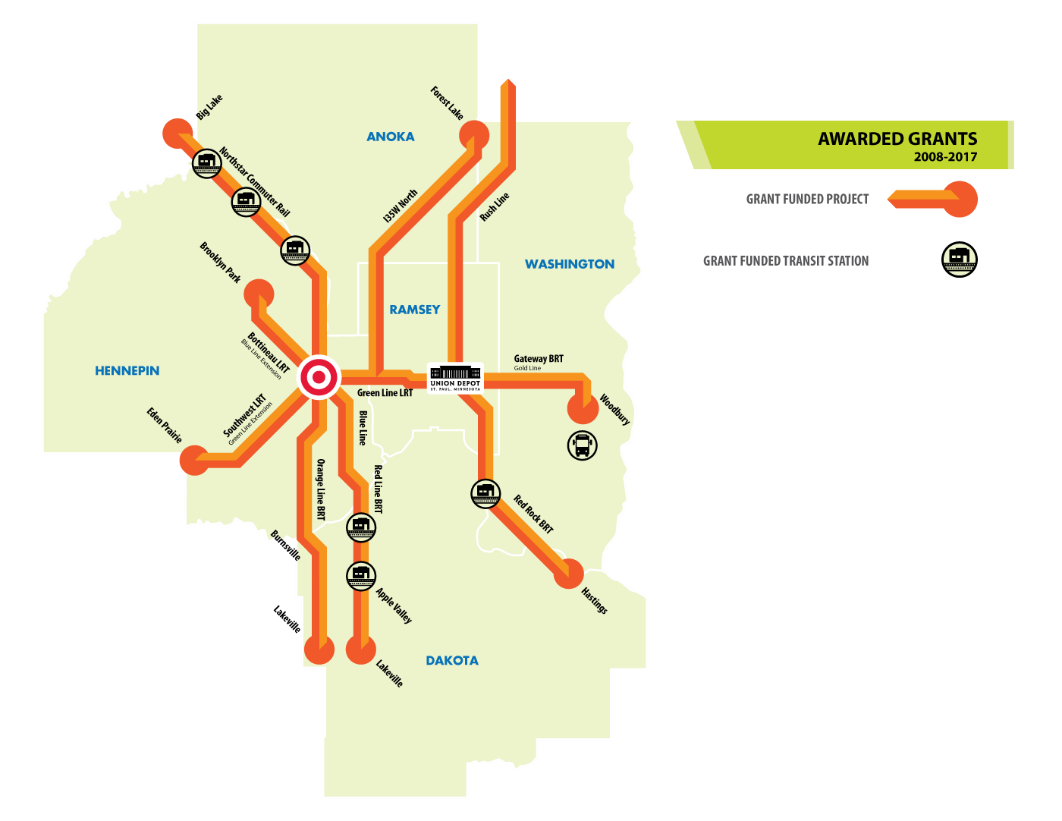 AWARDED GRANTS
2008-2017
GRANT FUNDED PROJECT
GRANT FUNDED TRANSIT STATION
Big Lake
Northstar Commuter Rail
Forest Lake
ANOKA
I35W North
Rush Line
WASHINGTON
Brooklyn Park
RAMSEY
Bottineau LRT
Blue Line Extension
HENNEPIN
Gateway BRT
Gold Line
UNION DEPOT
ST. PAUL, MINNESOTA
Green Line LRT
Woodbury
Southwest LRT
Green Line Extension
Eden Prairie
Blue Line
Orange Line BRT
Red Line BRT
Red Rock BRT
Burnsville
Apple Valley
Hastings
Lakeville
Lakeville
DAKOTA